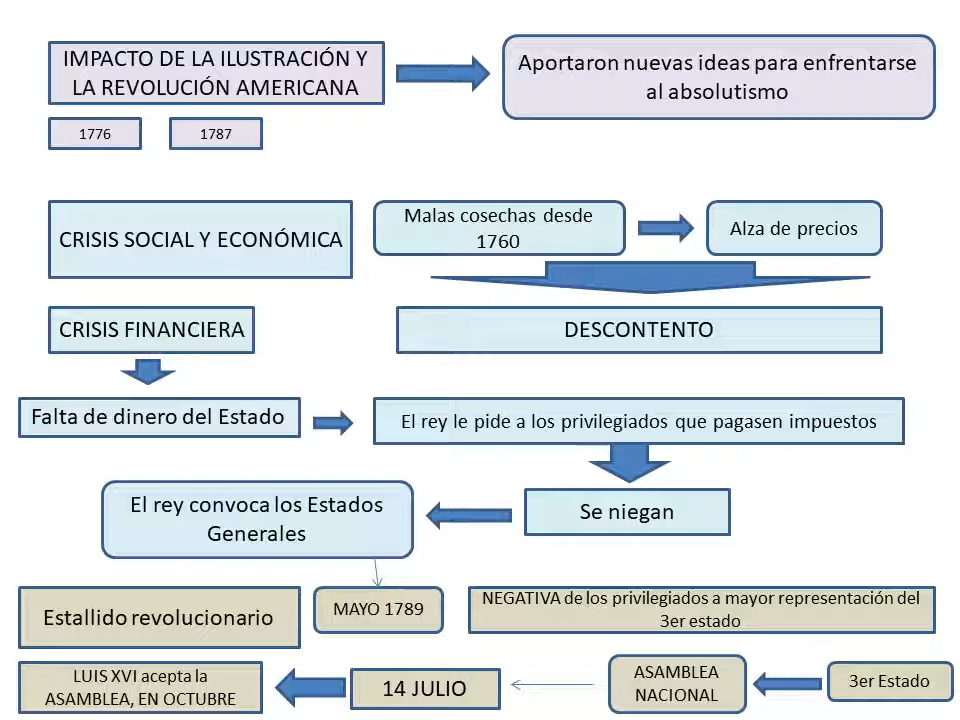 IMPACTO DE LA ILUSTRACIÓN Y
LA REVOLUCIÓN AMERICANA
Aportaron nuevas ideas para enfrentarse
al absolutismo
1776
1787
CRISIS SOCIAL Y ECONÓMICA
Malas cosechas desde
1760
Alza de precios
CRISIS FINANCIERA
DESCONTENTO
Falta de dinero del Estado
El rey le pide a los privilegiados que pagasen impuestos
Se niegan
El rey convoca los Estados
Generales
Estallido revolucionario
MAYO 1789
NEGATIVA de los privilegiados a mayor representación del
3er estado
LUIS XVI acepta la
ASAMBLEA, EN OCTUBRE
14 JULIO
ASAMBLEA
NACIONAL
3er Estado